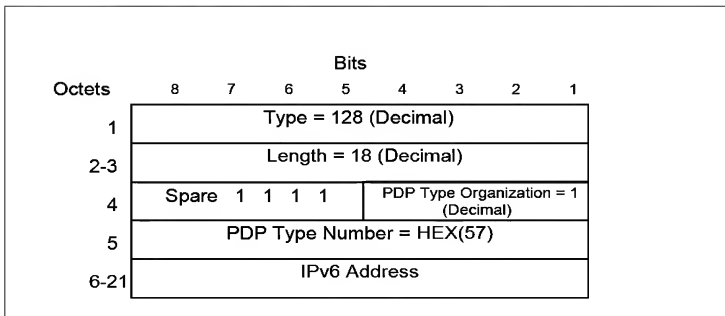 Bits
Octets 8 7 6 5 4 3 2 1
1 Type = 128 (Decimal)
2-3 Length = 18 (Decimal)
4 Spare 1 1 1 1 PDP Type Organization = 1
(Decimal)
5 PDP Type Number = HEX(57)
6-21 IPv6 Address